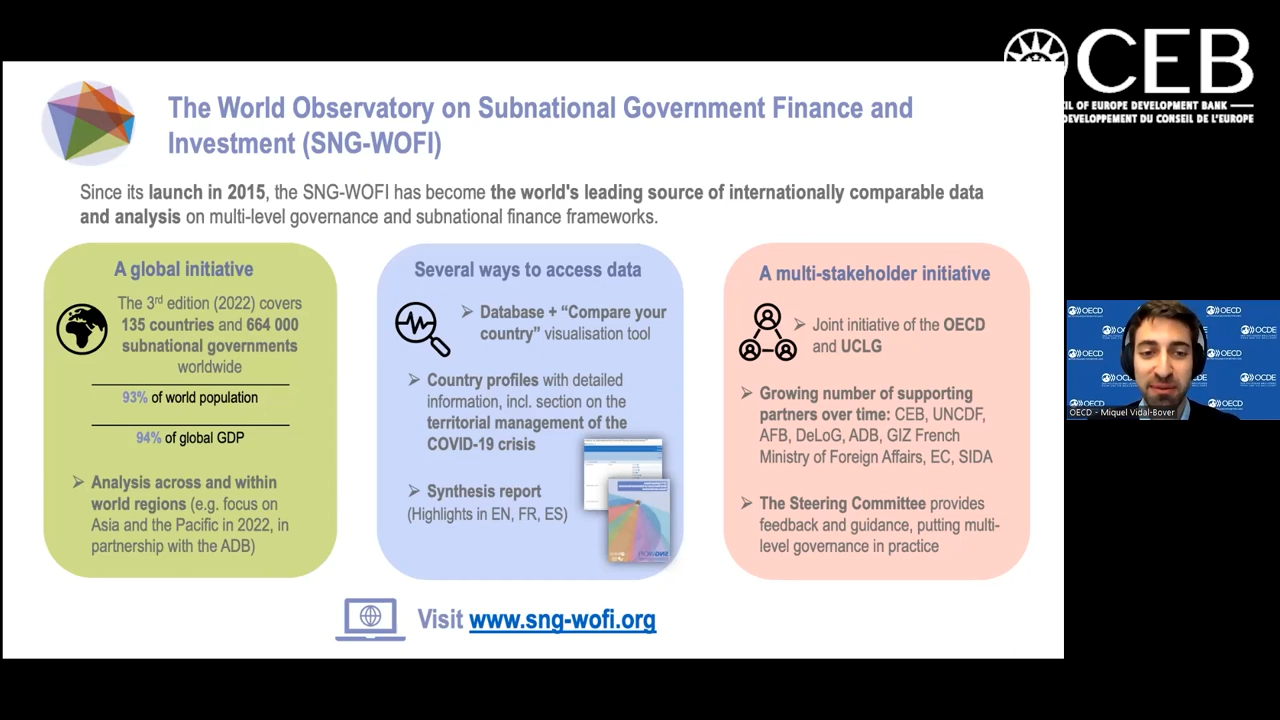 CEB
IL OF EUROPE DEVELOPMENT BANK
DEVELOPPEMENT DU CONSEIL DE L'EUROPE
The World Observatory on Subnational Government Finance and
Investment (SNG-WOFI)
Since its launch in 2015, the SNG-WOFI has become the world's leading source of internationally comparable data
and analysis on multi-level governance and subnational finance frameworks.
A global initiative
The 3rd edition (2022) covers
135 countries and 664 000
subnational governments
worldwide
93% of world population
94% of global GDP
➢ Analysis across and within
world regions (e.g. focus on
Asia and the Pacific in 2022, in
partnership with the ADB)
Several ways to access data
➢ Database + “Compare your
country” visualisation tool
➢ Country profiles with detailed
information, incl. section on the
territorial management of the
COVID-19 crisis
➢ Synthesis report
(Highlights in EN, FR, ES)
A multi-stakeholder initiative
➢ Joint initiative of the OECD
and UCLG
➢ Growing number of supporting
partners over time: CEB, UNCDF,
AFB, DeLoG, ADB, GIZ French
Ministry of Foreign Affairs, EC, SIDA
➢ The Steering Committee provides
feedback and guidance, putting multi-
level governance in practice
Visit www.sng-wofi.org
OECD
OECD
OECD
OECD
OCDE
OECD - Miquel Vidal-Bover